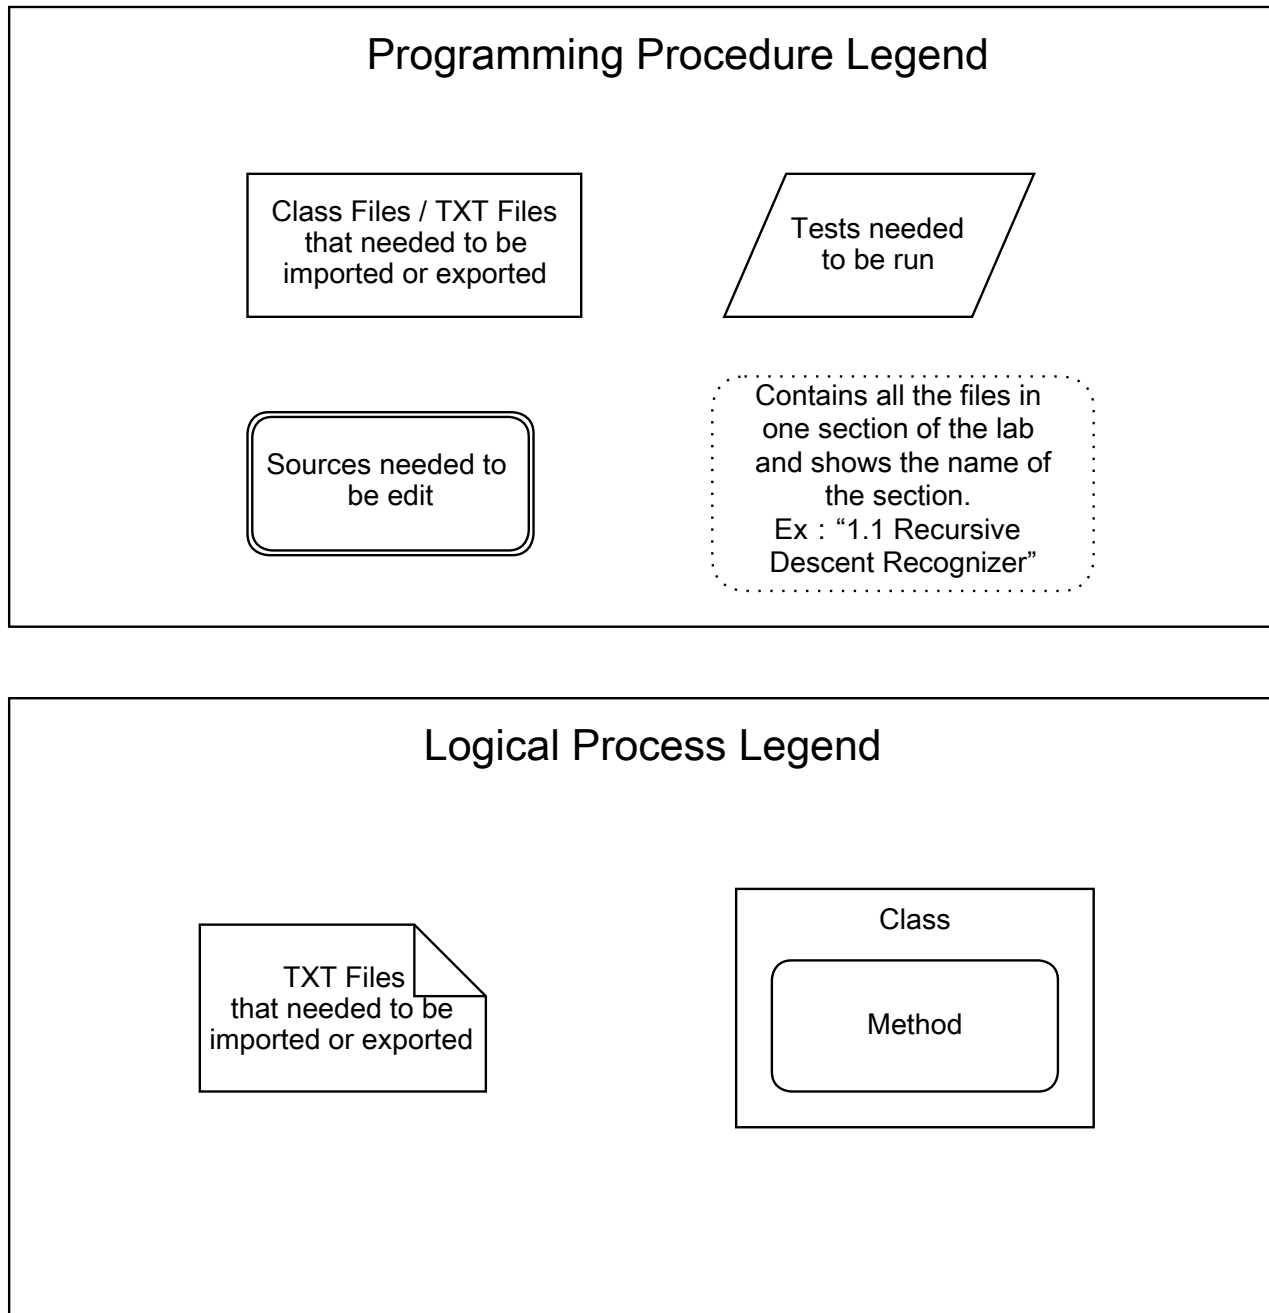 Programming Procedure Legend
Class Files / TXT Files
that needed to be
imported or exported
Tests needed
to be run
Sources needed to
be edit
Contains all the files in
one section of the lab
and shows the name of
the section.
Ex : “1.1 Recursive
Descent Recognizer”
Logical Process Legend
TXT Files
that needed to be
imported or exported
Class
Method